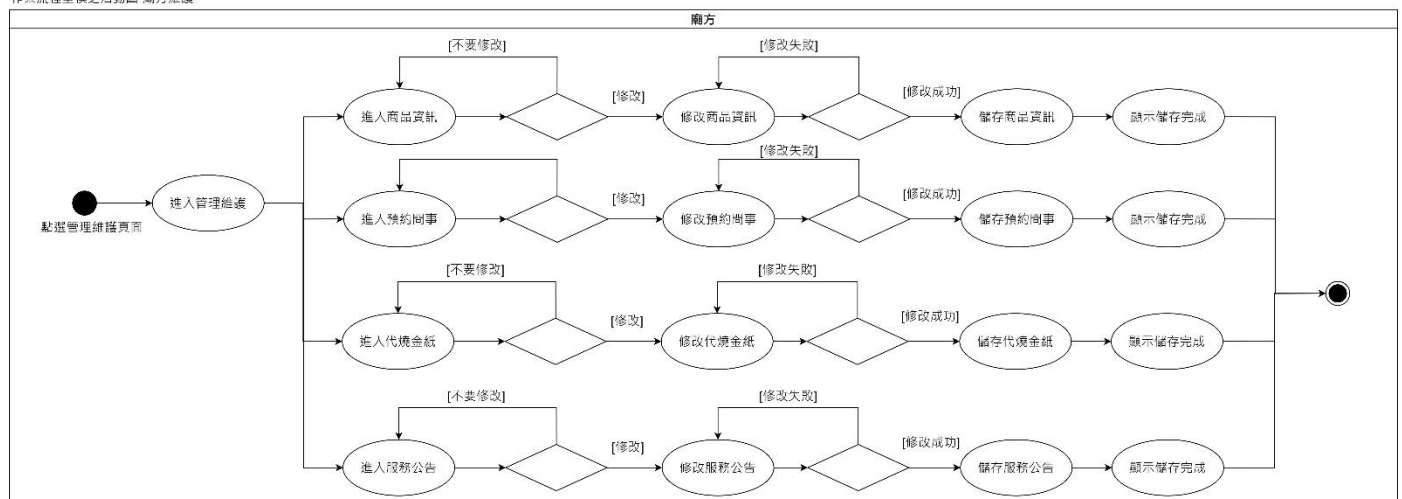 廟方
[不要修改]
[修改失敗]
進入商品資訊
[修改]
修改商品資訊
[修改成功]
儲存商品資訊
顯示儲存完成
[修改失敗]
點選管理維護頁面
進入管理維護
進入預約問事
[修改]
修改預約問事
[修改成功]
儲存預約問事
顯示儲存完成
[不要修改]
[修改失敗]
進入代燒金紙
[修改]
修改代燒金紙
[修改成功]
儲存代燒金紙
顯示儲存完成
[不要修改]
[修改失敗]
進入服務公告
[修改]
修改服務公告
[修改成功]
儲存服務公告
顯示儲存完成